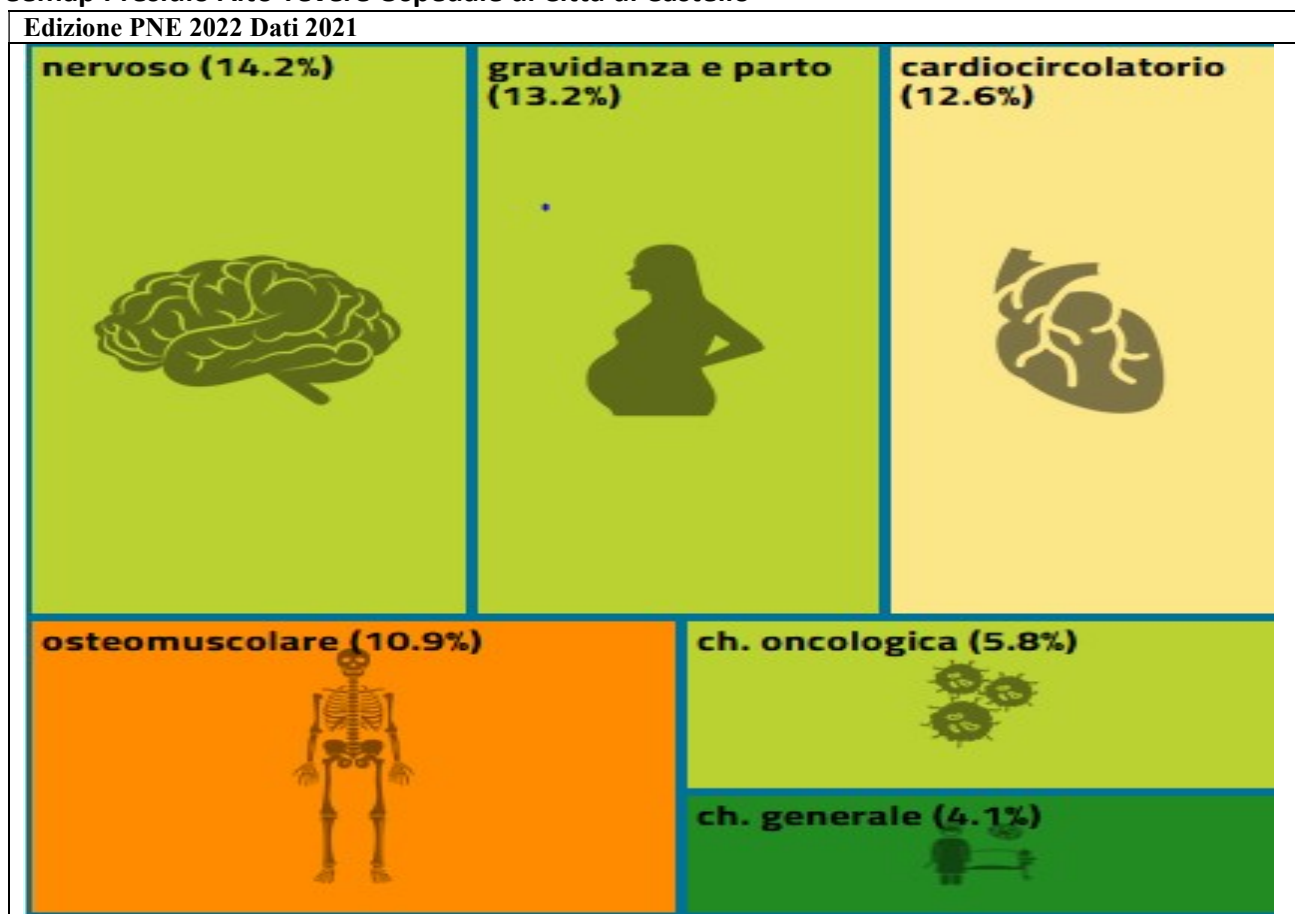 Edizione PNE 2022 Dati 2021
nervoso (14.2%)
gravidanza e parto
(13.2%)
cardiocircolatorio
(12.6%)
osteomuscolare (10.9%)
ch. oncologica (5.8%)
ch. generale (4.1%)